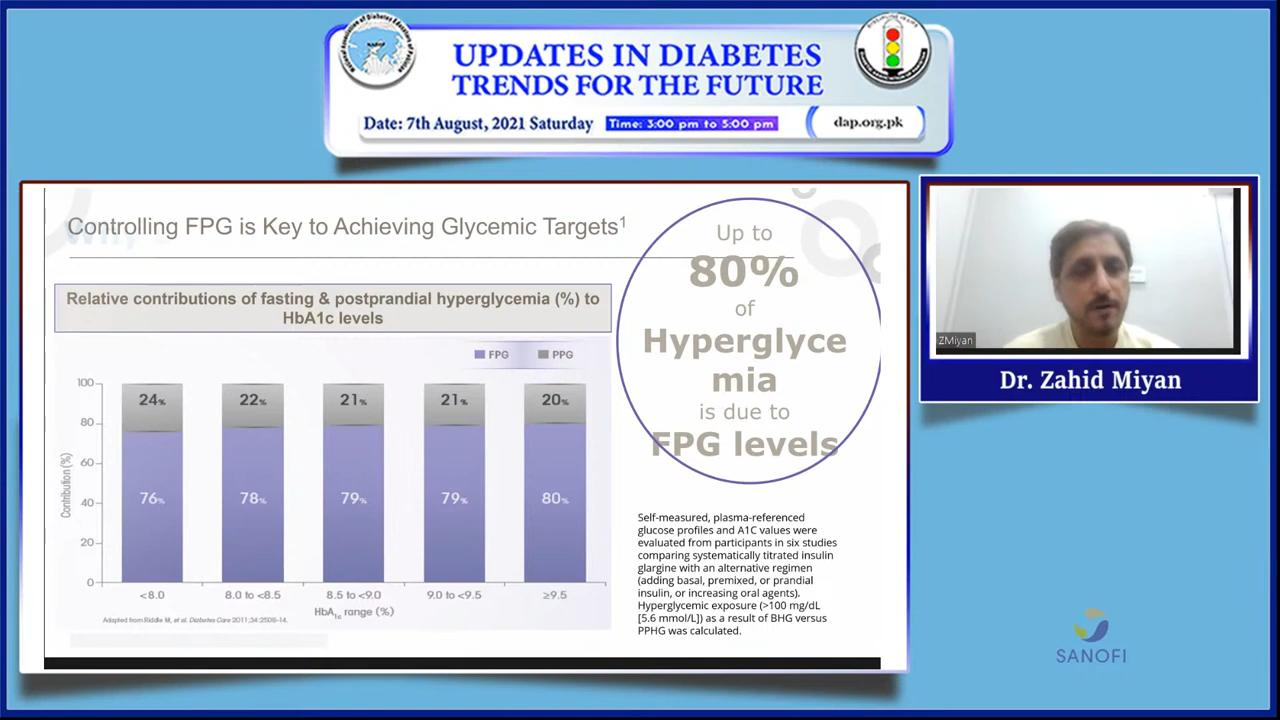 UPDATES IN DIABETES
TRENDS FOR THE FUTURE
Date: 7th August, 2021 Saturday
Time: 3:00 pm to 5:00 pm
dap.org.pk
Controlling FPG is Key to Achieving Glycemic Targets1
Relative contributions of fasting & postprandial hyperglycemia (%) to
HbA1c levels
FPG
PPG
Contribution (%)
100
80
60
40
20
0
24%
22%
21%
21%
20%
76%
78%
79%
79%
80%
<8.0
8.0 to <8.5
8.5 to <9.0
9.0 to <9.5
≥9.5
HbA1c range (%)
Adapted from Riddle M, et al. Diabetes Care 2011;34:2508-14.
Up to
80%
of
Hyperglyce
mia
is due to
FPG levels
Self-measured, plasma-referenced
glucose profiles and A1C values were
evaluated from participants in six studies
comparing systematically titrated insulin
glargine with an alternative regimen
(adding basal, premixed, or prandial
insulin, or increasing oral agents).
Hyperglycemic exposure (>100 mg/dL
[5.6 mmol/L]) as a result of BHG versus
PPHG was calculated.
ZMiyan
Dr. Zahid Miyan
SANOFI